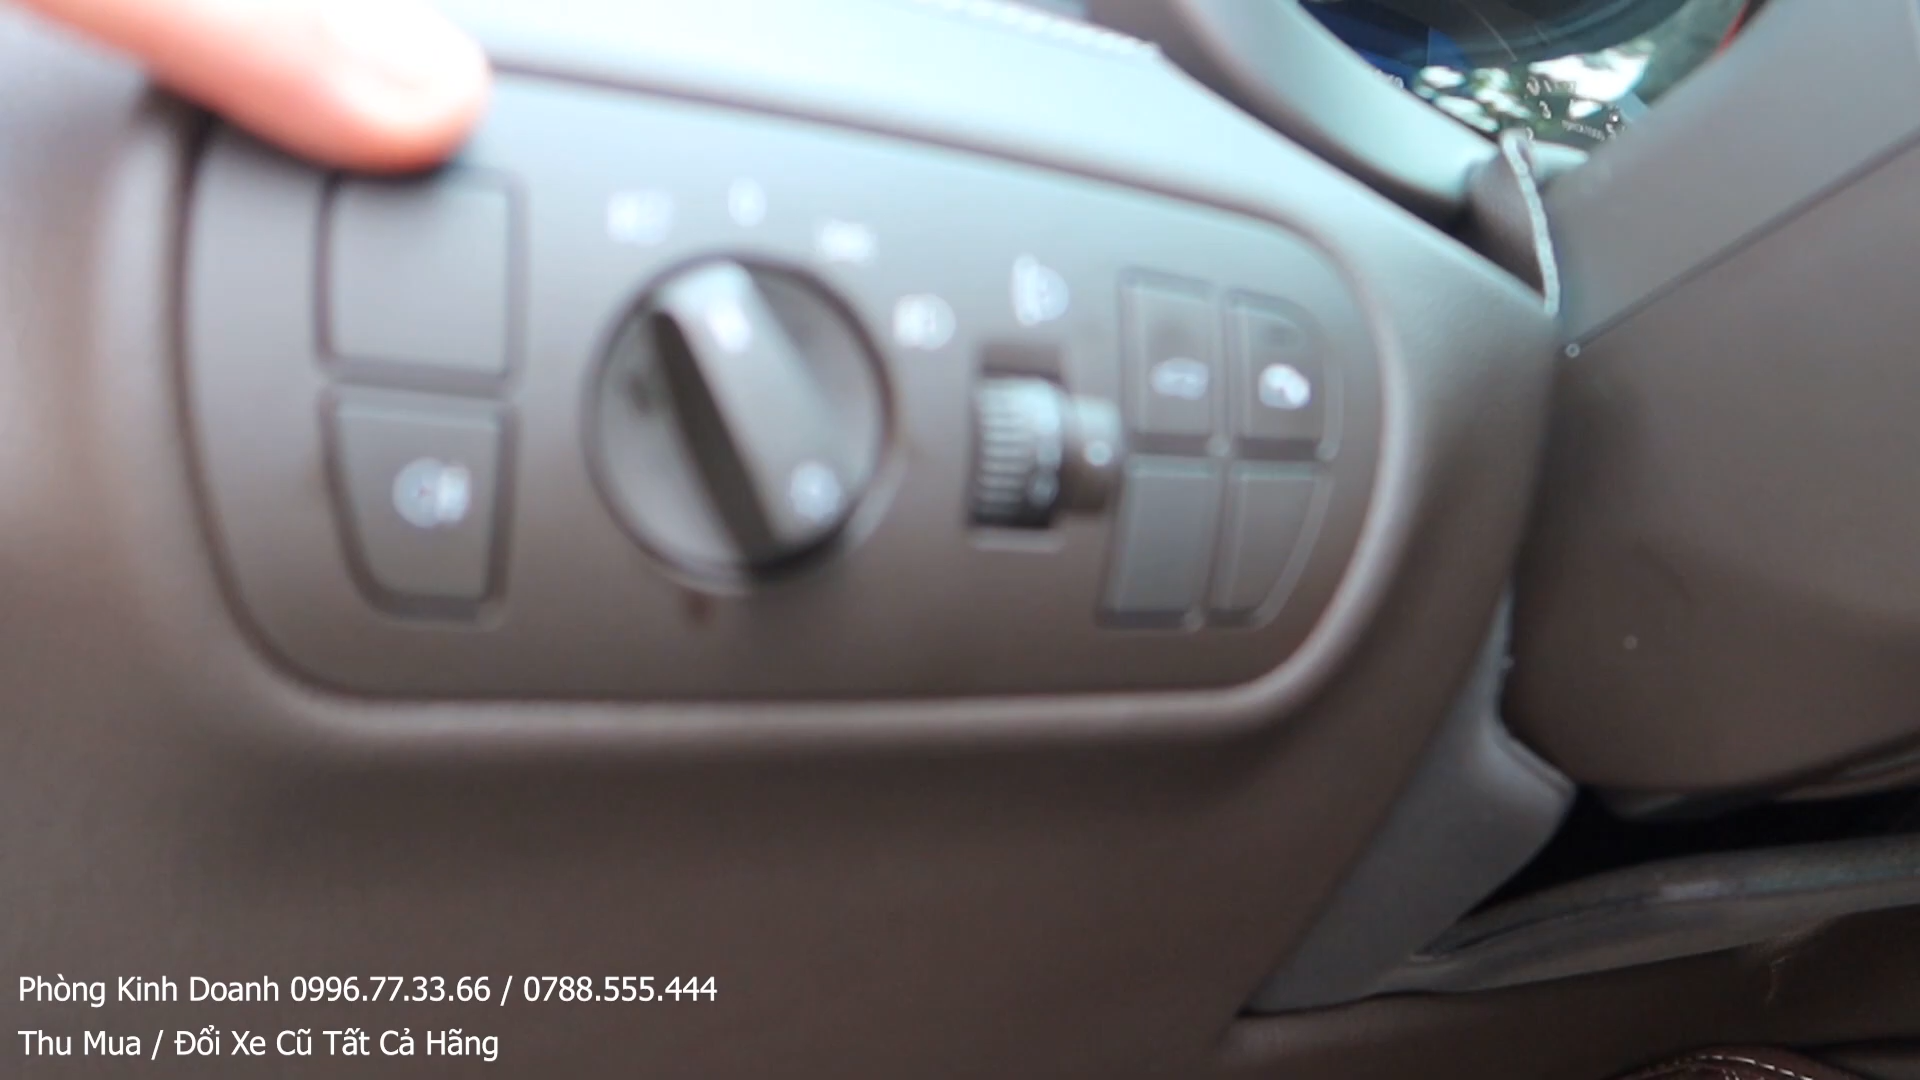 Phòng Kinh Doanh 0996.77.33.66 / 0788.555.444
Thu Mua / Đổi Xe Cũ Tất Cả Hãng